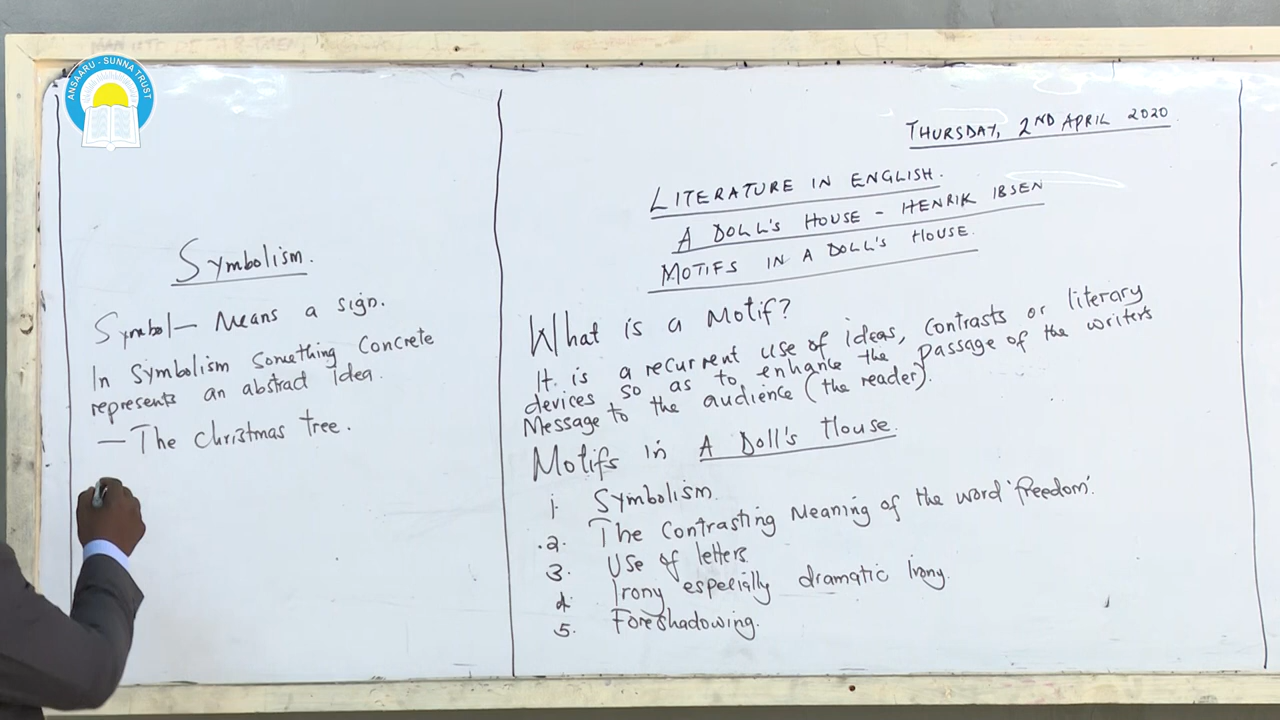 ANSAARU - SUNNA TRUST
Symbolism.
Symbol – Means a sign.
In Symbolism Something Concrete
represents an abstract idea.
– The Christmas tree.
THURSDAY, 2ND APRIL 2020
LITERATURE IN ENGLISH.
A DOLL'S HOUSE – HENRIK IBSEN
MOTIFS IN A DOLL'S HOUSE.
What is a Motif?
It is a recurrent use of ideas, Contrasts or literary
devices so as to enhance the passage of the writers
Message to the audience (the reader).
Motifs in A Doll's House.
1. Symbolism.
2. The Contrasting Meaning of the word 'freedom'.
3. Use of letters
4. Irony especially dramatic Irony.
5. Foreshadowing.